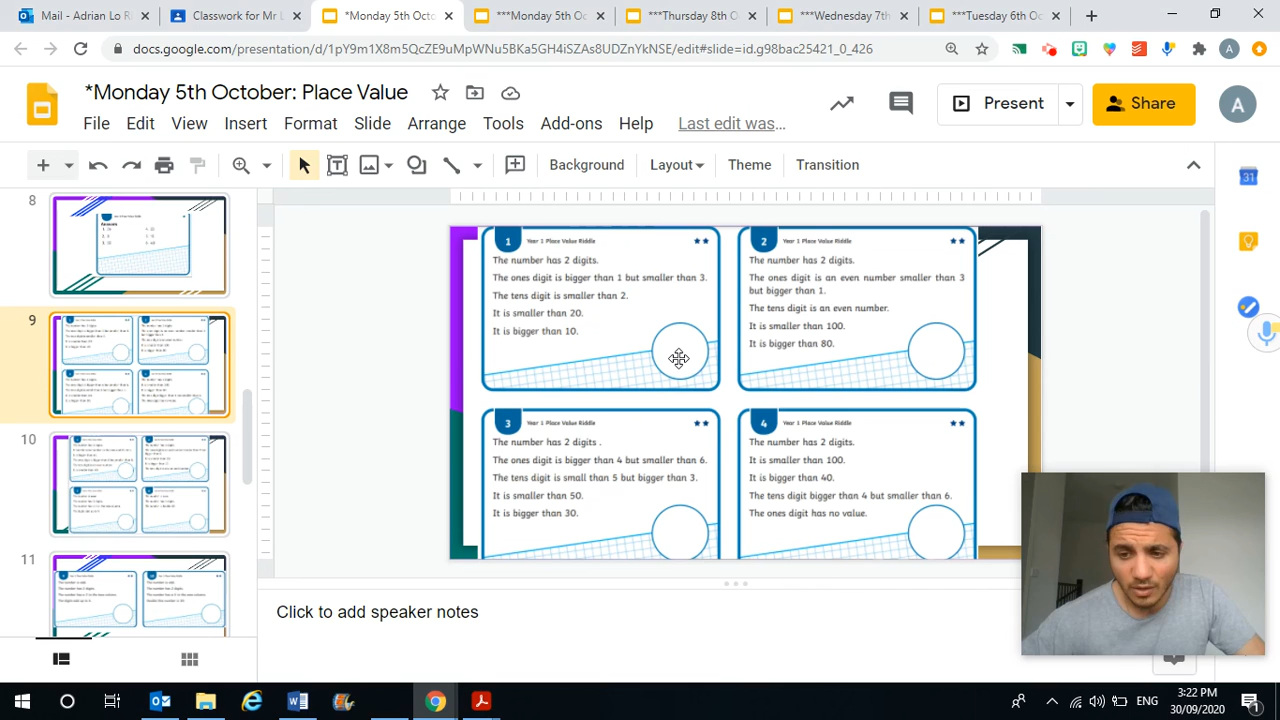 Mail - Adrian Lo R
Classwork for Mr L
*Monday 5th Octo
***Monday 5th Oc
***Thursday 8th O
***Wednesday 7th
***Tuesday 6th Oc
docs.google.com/presentation/d/1pY9m1X8m5QcZE9uMpWNu5BKa5GH4iSZAs8UDZnYkNSE/edit#slide=id.g98bac25421_0_426
A
*Monday 5th October: Place Value
Present
Share
A
File Edit View Insert Format Slide Arrange Tools Add-ons Help Last edit was...
Background Layout Theme Transition
31
8
Answers
9
10
11
1 Year 1 Place Value Riddle
The number has 2 digits.
The ones digit is bigger than 1 but smaller than 3.
The tens digit is smaller than 2.
It is smaller than 20.
It is bigger than 10.
2 Year 1 Place Value Riddle
The number has 2 digits.
The ones digit is an even number smaller than 3
but bigger than 1.
The tens digit is an even number.
It is smaller than 100.
It is bigger than 80.
3 Year 1 Place Value Riddle
The number has 2 digits .
The ones digit is bigger than 4 but smaller than 6.
The tens digit is small than 5 but bigger than 3.
It is smaller than 50.
It is bigger than 30.
4 Year 1 Place Value Riddle
The number has 2 digits.
It is smaller than 100.
It is bigger than 40.
The tens digit bigger than 4 but smaller than 6.
The ones digit has no value.
Click to add speaker notes
ENG
3:22 PM
30/09/2020
1